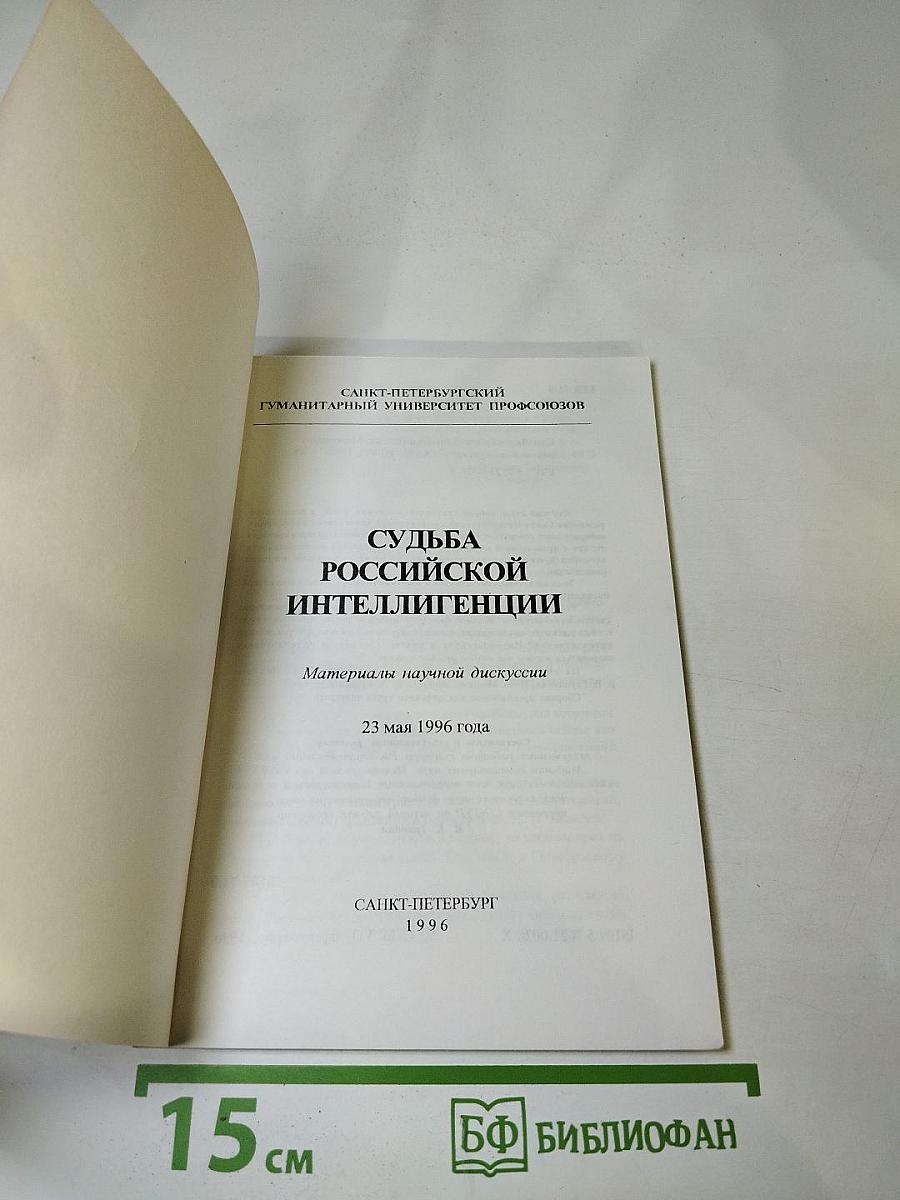 САНКТ-ПЕТЕРБУРГСКИЙ
ГУМАНИТАРНЫЙ УНИВЕРСИТЕТ ПРОФСОЮЗОВ
СУДЬБА
РОССИЙСКОЙ
ИНТЕЛЛИГЕНЦИИ
Материалы научной дискуссии
23 мая 1996 года
САНКТ-ПЕТЕРБУРГ
1996
15 см
БФ БИБЛИОФАН